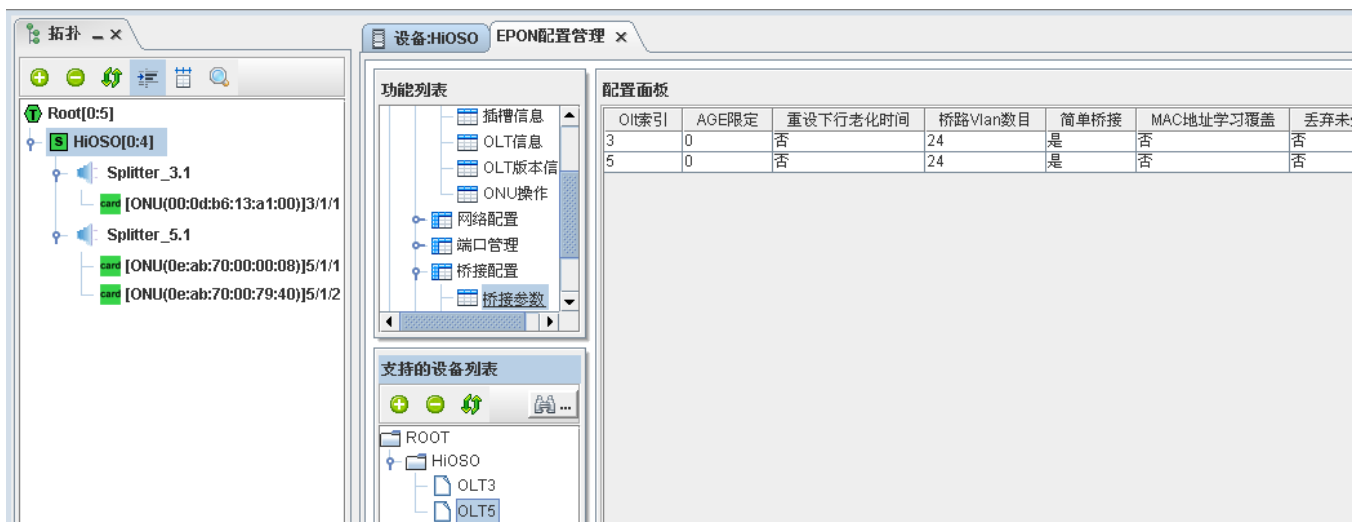 拓扑
Root[0:5]
HiOSO[0:4]
Splitter_3.1
card [ONU(00:0d:b6:13:a1:00)]3/1/1
Splitter_5.1
card [ONU(0e:ab:70:00:00:08)]5/1/1
card [ONU(0e:ab:70:00:79:40)]5/1/2
设备:HiOSO EPON配置管理
功能列表
插槽信息
OLT信息
OLT版本信
ONU操作
网络配置
端口管理
桥接配置
桥接参数
支持的设备列表
...
ROOT
HiOSO
OLT3
OLT5
配置面板
Olt索引 AGE限定 重设下行老化时间 桥路Vlan数目 简单桥接 MAC地址学习覆盖 丢弃未
3 0 否 24 是 否 否
5 0 否 24 是 否 否